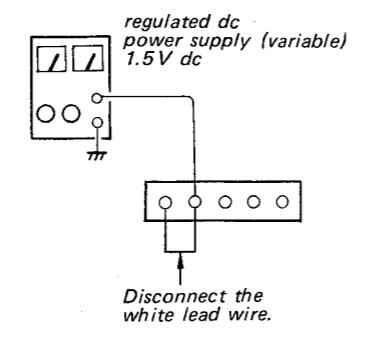 regulated dc
power supply (variable)
1.5V dc
Disconnect the
white lead wire.